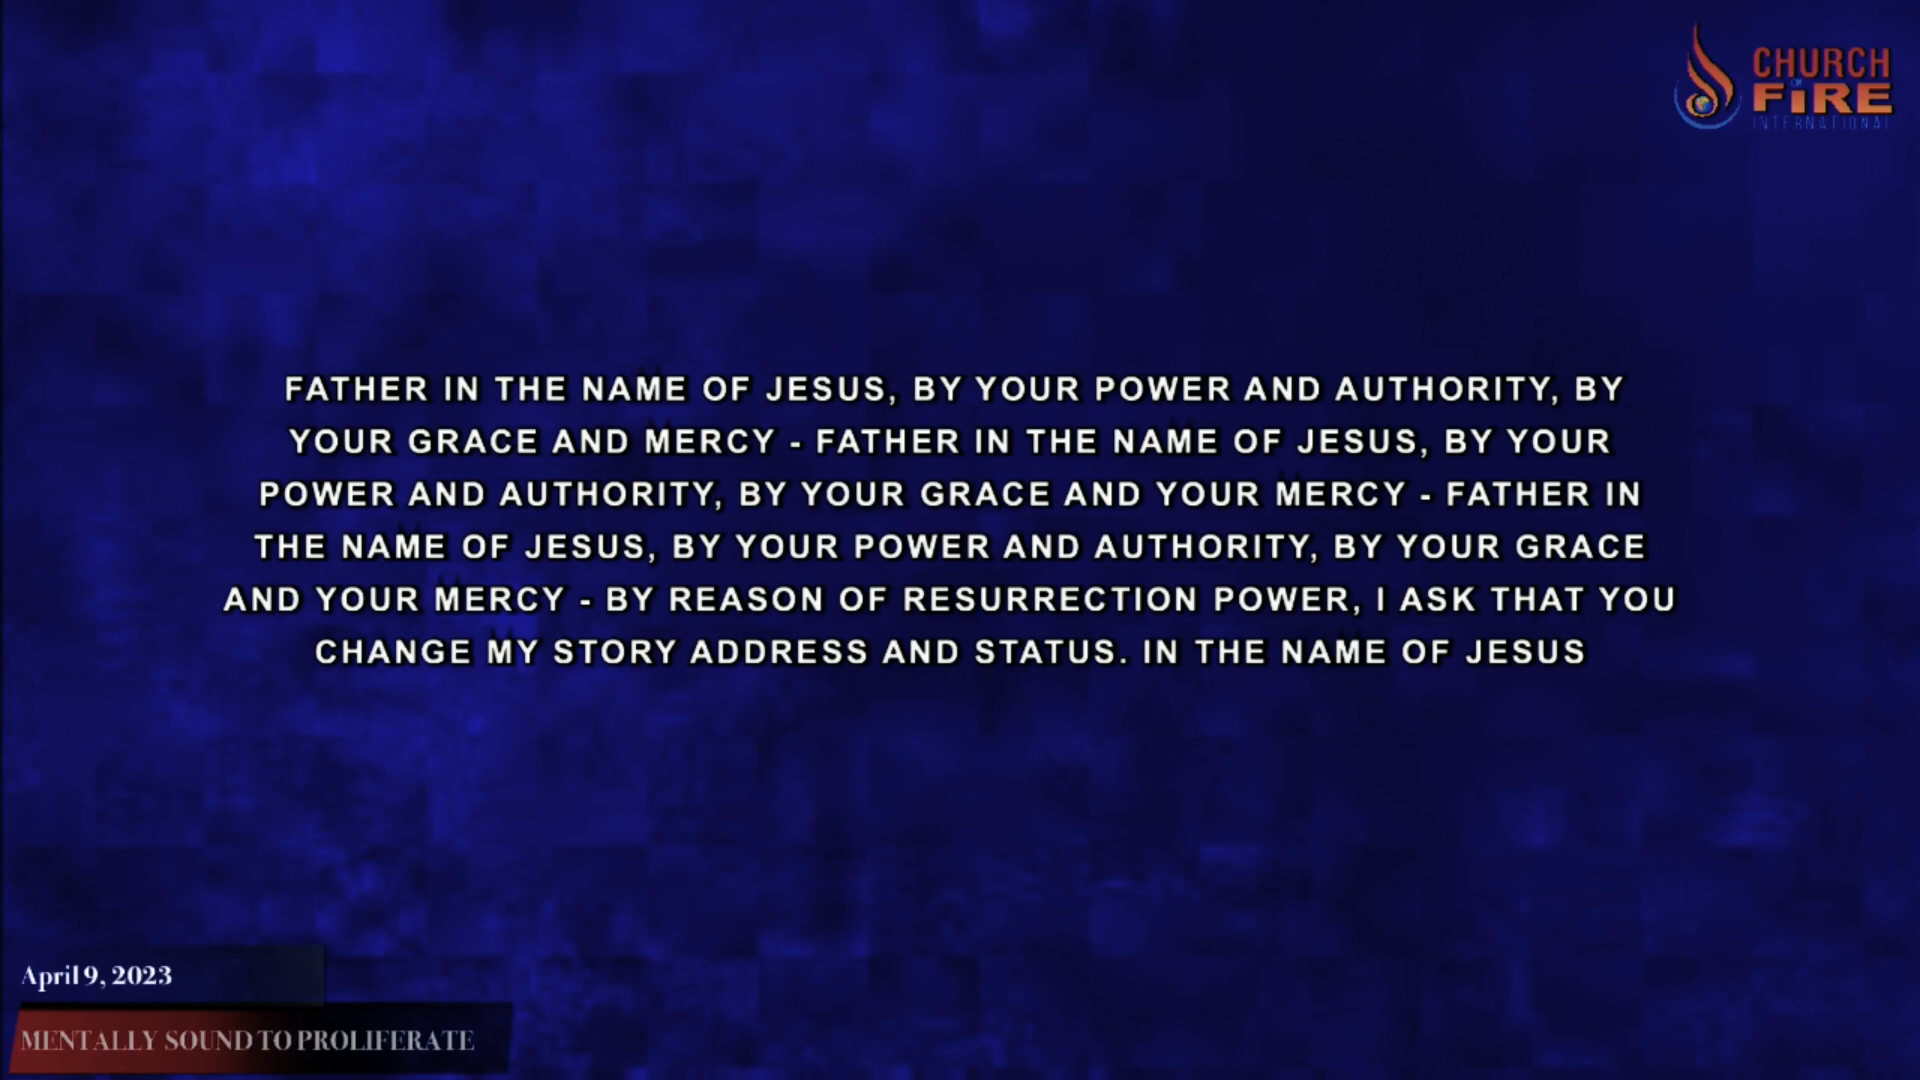 CHURCH
ON
FIRE
INTERNATIONAL
FATHER IN THE NAME OF JESUS, BY YOUR POWER AND AUTHORITY, BY
YOUR GRACE AND MERCY - FATHER IN THE NAME OF JESUS, BY YOUR
POWER AND AUTHORITY, BY YOUR GRACE AND YOUR MERCY - FATHER IN
THE NAME OF JESUS, BY YOUR POWER AND AUTHORITY, BY YOUR GRACE
AND YOUR MERCY - BY REASON OF RESURRECTION POWER, I ASK THAT YOU
CHANGE MY STORY ADDRESS AND STATUS. IN THE NAME OF JESUS
April 9, 2023
MENTALLY SOUND TO PROLIFERATE